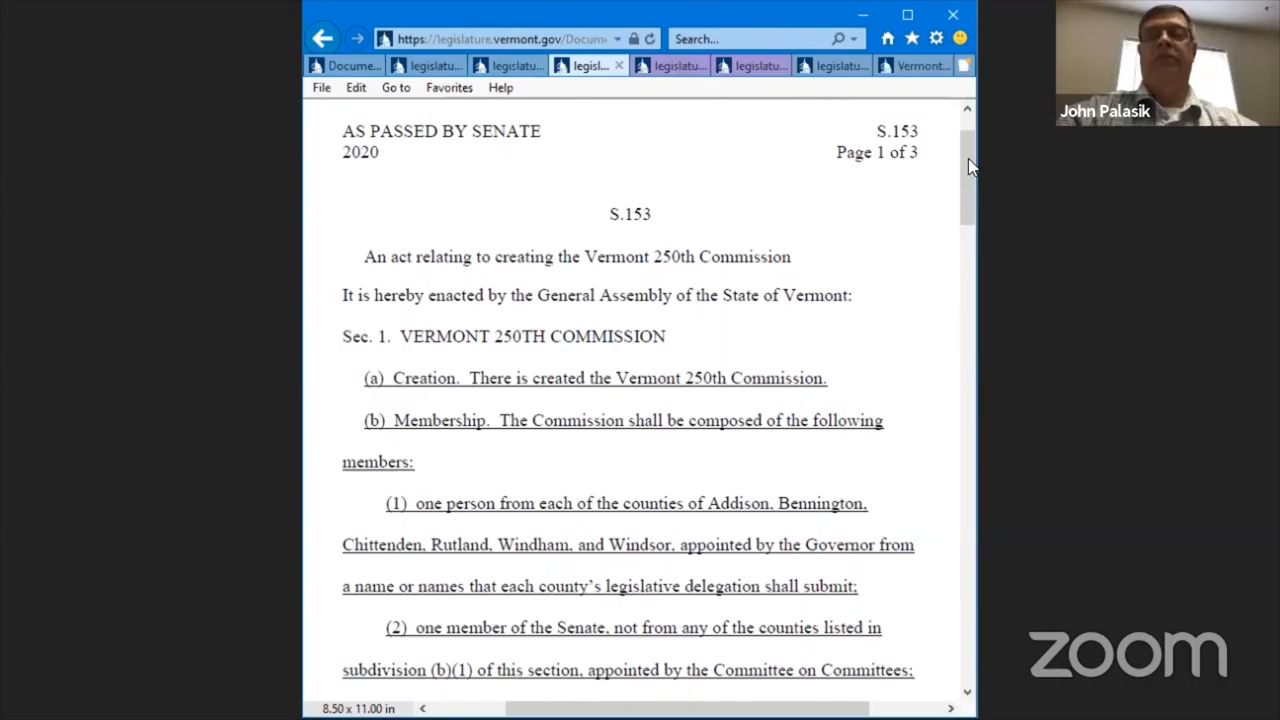 https://legislature.vermont.gov/Docum
Search...
Docume...
legislatu...
legislatu...
legisl...
legislatu...
legislatu...
legislatu...
Vermont...
File Edit Go to Favorites Help
AS PASSED BY SENATE S.153
2020 Page 1 of 3
S.153
An act relating to creating the Vermont 250th Commission
It is hereby enacted by the General Assembly of the State of Vermont:
Sec. 1. VERMONT 250TH COMMISSION
(a) Creation. There is created the Vermont 250th Commission.
(b) Membership. The Commission shall be composed of the following
members:
(1) one person from each of the counties of Addison, Bennington,
Chittenden, Rutland, Windham, and Windsor, appointed by the Governor from
a name or names that each county's legislative delegation shall submit;
(2) one member of the Senate, not from any of the counties listed in
subdivision (b)(1) of this section, appointed by the Committee on Committees;
8.50 x 11.00 in
John Palasik
zoom